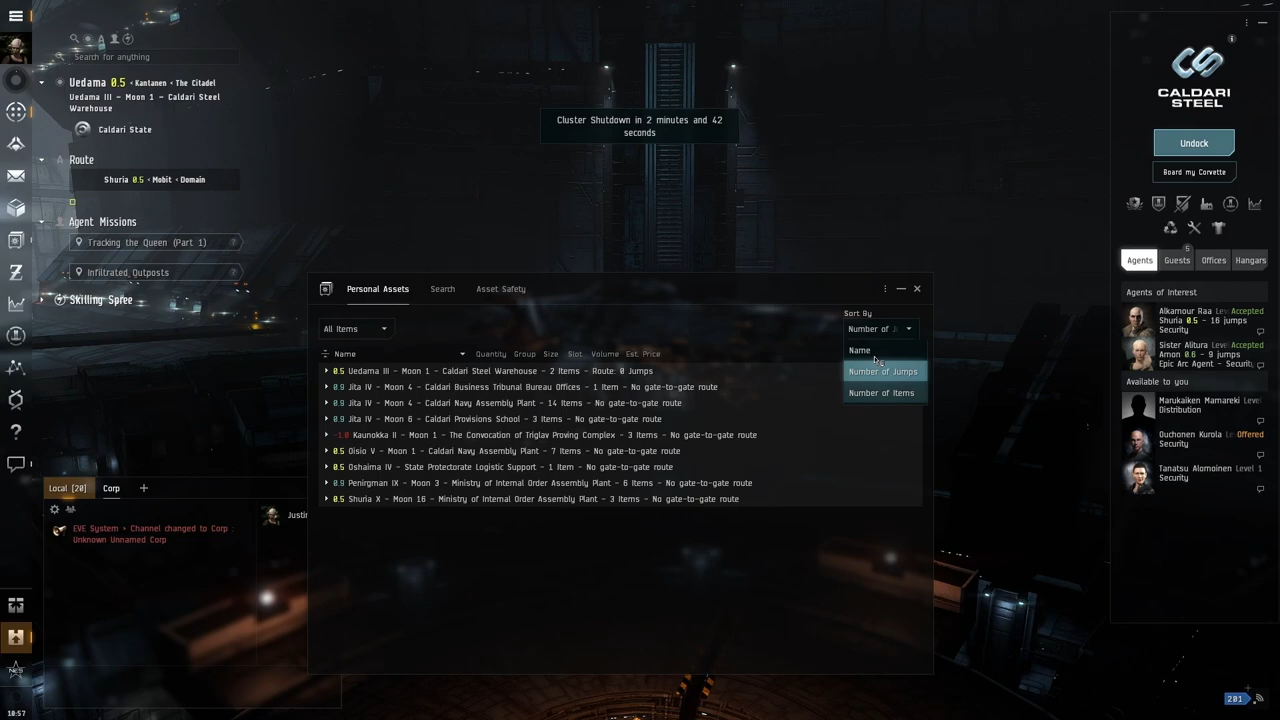 Search for anything
Uedama 0.5 ‹ Kantanen ‹ The Citadel
Uedama III - Moon 1 - Caldari Steel
Warehouse
Caldari State
Route
Shuria 0.5 ‹ Mobit ‹ Domain
Agent Missions
Tracking the Queen (Part 1)
?
Infiltrated Outposts
?
Skilling Spree
Cluster Shutdown in 2 minutes and 42
seconds
Personal Assets
Search
Asset Safety
All Items
Sort By
Number of J
Name
Number of Jumps
Number of Items
Name
Quantity
Group
Size
Slot
Volume
Est. Price
0.5 Uedama III - Moon 1 - Caldari Steel Warehouse - 2 Items - Route: 0 Jumps
0.9 Jita IV - Moon 4 - Caldari Business Tribunal Bureau Offices - 1 Item - No gate-to-gate route
0.9 Jita IV - Moon 4 - Caldari Navy Assembly Plant - 14 Items - No gate-to-gate route
0.9 Jita IV - Moon 6 - Caldari Provisions School - 3 Items - No gate-to-gate route
-1.0 Kaunokka II - Moon 1 - The Convocation of Triglav Proving Complex - 3 Items - No gate-to-gate route
0.5 Oisio V - Moon 1 - Caldari Navy Assembly Plant - 7 Items - No gate-to-gate route
0.5 Oshaima IV - State Protectorate Logistic Support - 1 Item - No gate-to-gate route
0.9 Penirgman IX - Moon 3 - Ministry of Internal Order Assembly Plant - 6 Items - No gate-to-gate route
0.5 Shuria X - Moon 16 - Ministry of Internal Order Assembly Plant - 3 Items - No gate-to-gate route
Local [20]
Corp
EVE System > Channel changed to Corp :
Unknown Unnamed Corp
Justin
CALDARI
STEEL
Undock
Board my Corvette
5
Agents
Guests
Offices
Hangars
Agents of Interest
Alkamour Raa Level Accepted
Shuria 0.5 - 16 jumps
Security
Sister Alitura Accepted
Arnon 0.6 - 9 jumps
Epic Arc Agent - Security
Available to you
Marukaiken Mamareki Level
Distribution
Ouchonen Kurola Le Offered
Security
Tanatsu Alamoinen Level 1
Security
NES
10:57
201